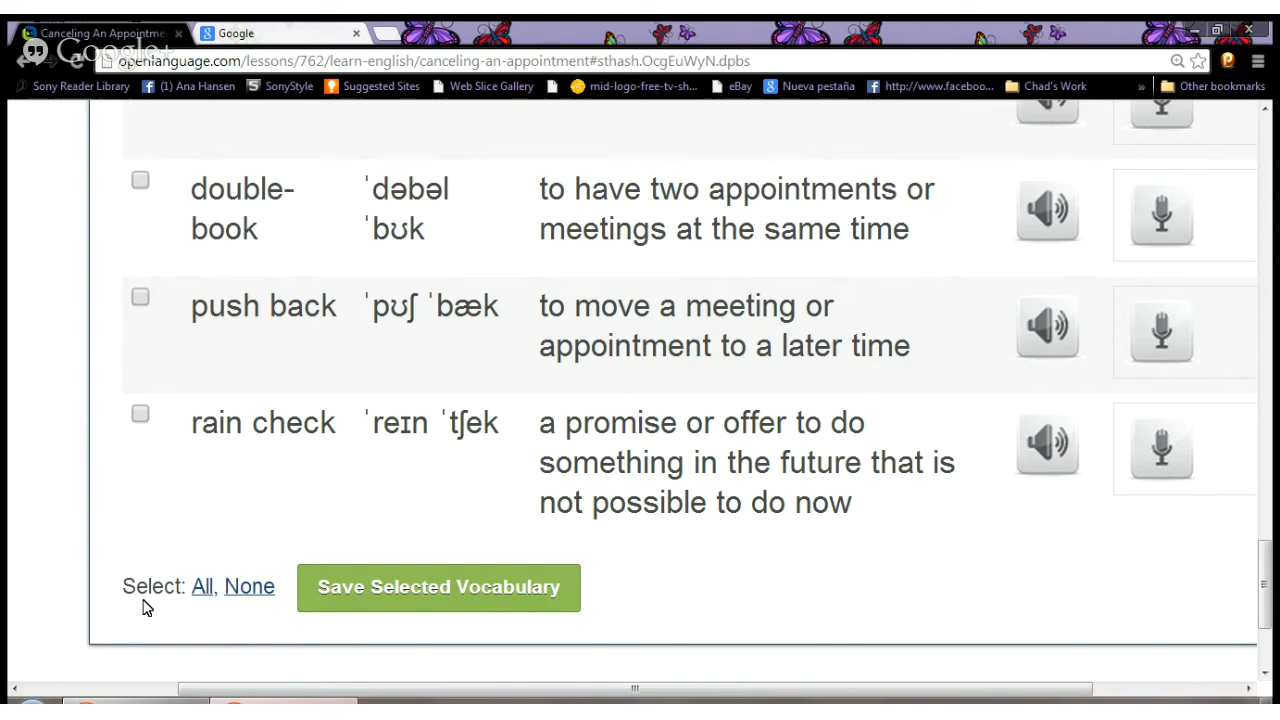 Canceling An Appointme
Google
Google+
openlanguage.com/lessons/762/learn-english/canceling-an-appointment#sthash.OcgEuWyN.dpbs
Sony Reader Library (1) Ana Hansen SonyStyle Suggested Sites Web Slice Gallery mid-logo-free-tv-sh... eBay Nueva pestaña http://www.faceboo... Chad's Work » Other bookmarks
double- ˈdəbəl to have two appointments or
book ˈbʊk meetings at the same time
push back ˈpʊʃ ˈbæk to move a meeting or
appointment to a later time
rain check ˈreɪn ˈtʃek a promise or offer to do
something in the future that is
not possible to do now
Select: All, None Save Selected Vocabulary